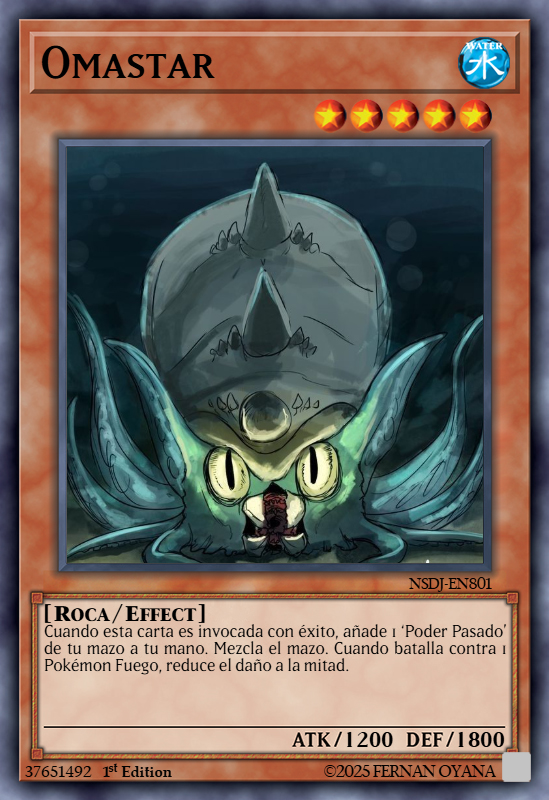 Omastar
WATER
水
NSDJ-EN801
[Roca/Effect]
Cuando esta carta es invocada con éxito, añade 1 ‘Poder Pasado’
de tu mazo a tu mano. Mezcla el mazo. Cuando batalla contra 1
Pokémon Fuego, reduce el daño a la mitad.
ATK/1200 DEF/1800
37651492 1st Edition ©2025 FERNAN OYANA